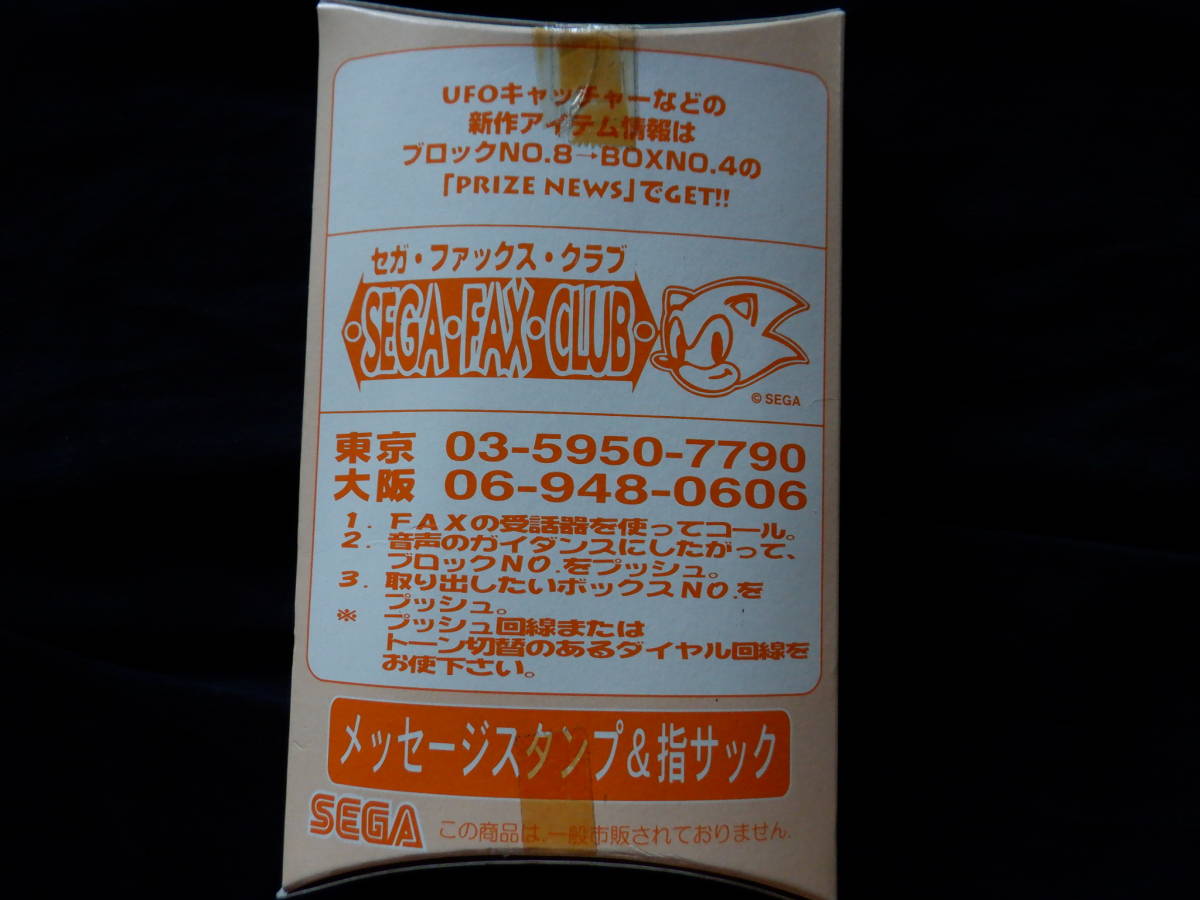 UFOキャッチャーなどの
新作アイテム情報は
ブロックNO.8→BOXNO.4の
「PRIZE NEWS」でGET!!
セガ・ファックス・クラブ
SEGA・FAX・CLUB
© SEGA
東京 03-5950-7790
大阪 06-948-0606
1. FAXの受話器を使ってコール。
2. 音声のガイダンスにしたがって、
ブロックNO.をプッシュ。
3. 取り出したいボックスNO.を
プッシュ。
※ プッシュ回線または
トーン切替のあるダイヤル回線を
お使下さい。
メッセージスタンプ&指サック
SEGA この商品は、一般市販されておりません.